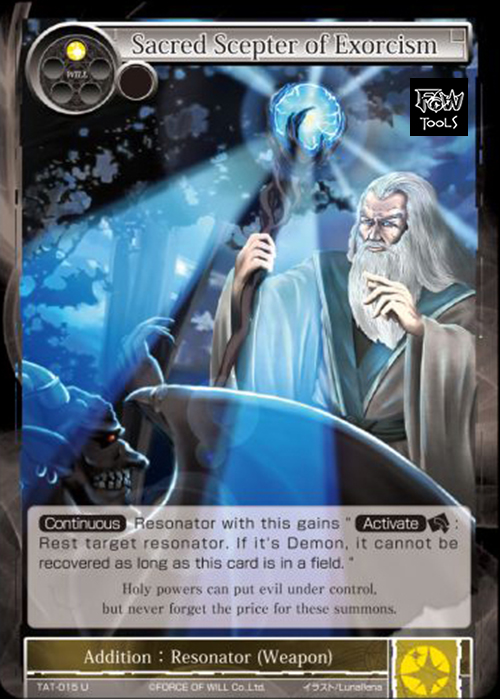 Sacred Scepter of Exorcism
WILL
FOW
TOOLS
Continuous Resonator with this gains " Activate :
Rest target resonator. If it's Demon, it cannot be
recovered as long as this card is in a field. "
Holy powers can put evil under control,
but never forget the price for these summons.
Addition : Resonator (Weapon)
TAT-015 U ©FORCE OF WILL Co.,Ltd. イラスト/Lunallena